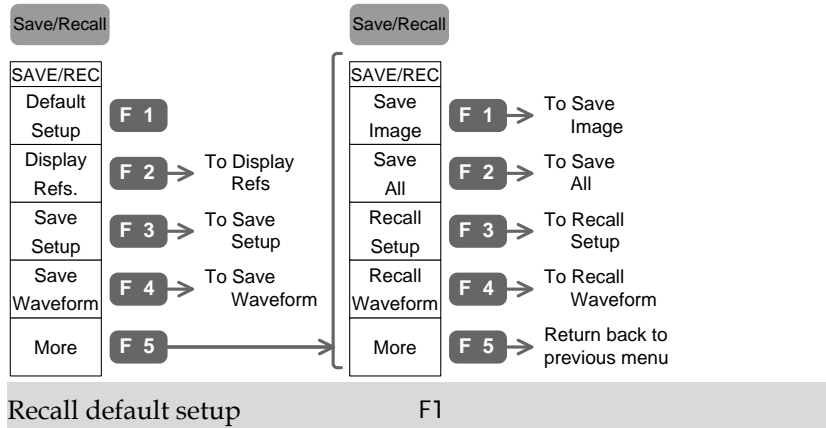 Save/Recall
SAVE/REC
Default
Setup
F 1
Display
Refs.
F 2
To Display
Refs
Save
Setup
F 3
To Save
Setup
Save
Waveform
F 4
To Save
Waveform
More
F 5
Save/Recall
SAVE/REC
Save
Image
F 1
To Save
Image
Save
All
F 2
To Save
All
Recall
Setup
F 3
To Recall
Setup
Recall
Waveform
F 4
To Recall
Waveform
More
F 5
Return back to
previous menu
Recall default setup F1